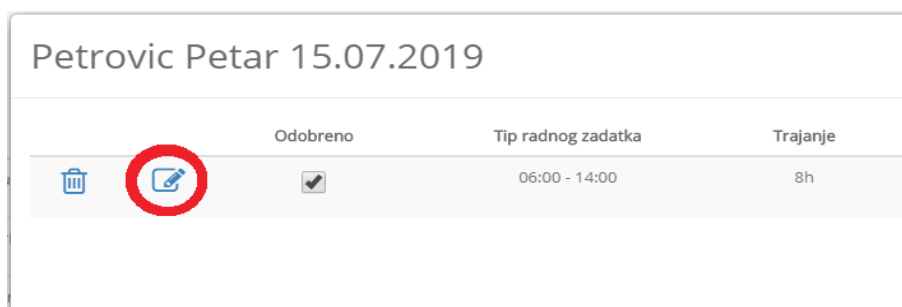 Petrovic Petar 15.07.2019
Odobreno Tip radnog zadatka Trajanje
06:00 - 14:00 8h